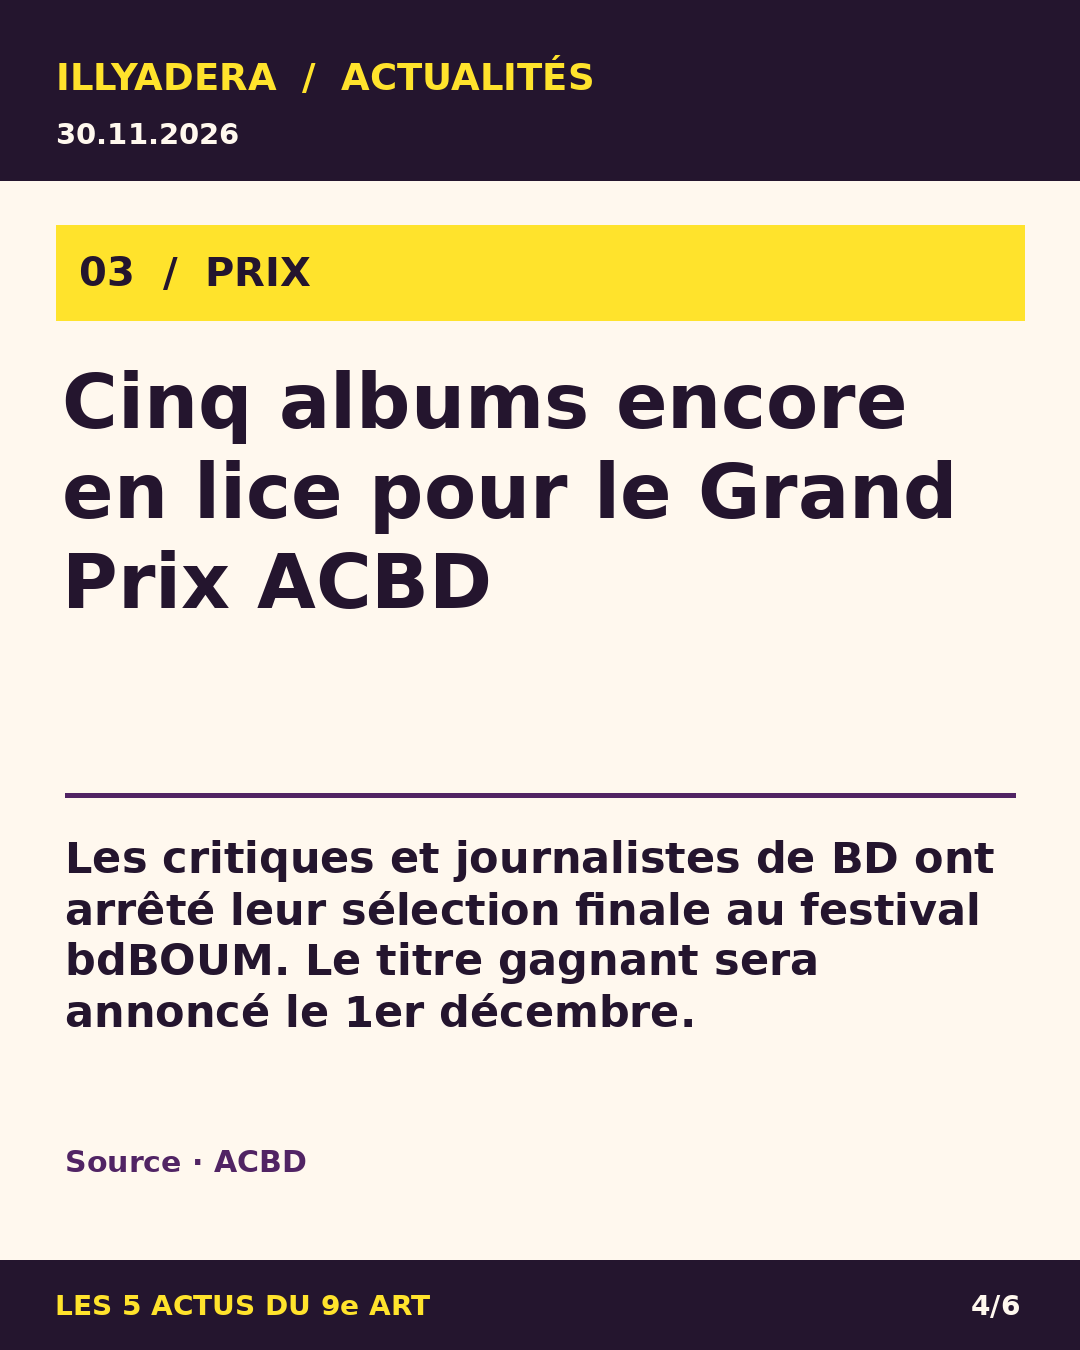 ILLYADERA / ACTUALITÉS
30.11.2026
03 / PRIX
Cinq albums encore
en lice pour le Grand
Prix ACBD
Les critiques et journalistes de BD ont
arrêté leur sélection finale au festival
bdBOUM. Le titre gagnant sera
annoncé le 1er décembre.
Source · ACBD
LES 5 ACTUS DU 9e ART
4/6